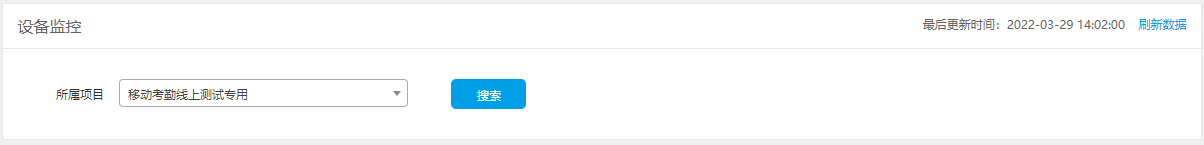 设备监控
最后更新时间：2022-03-29 14:02:00 刷新数据
所属项目 移动考勤线上测试专用 搜索